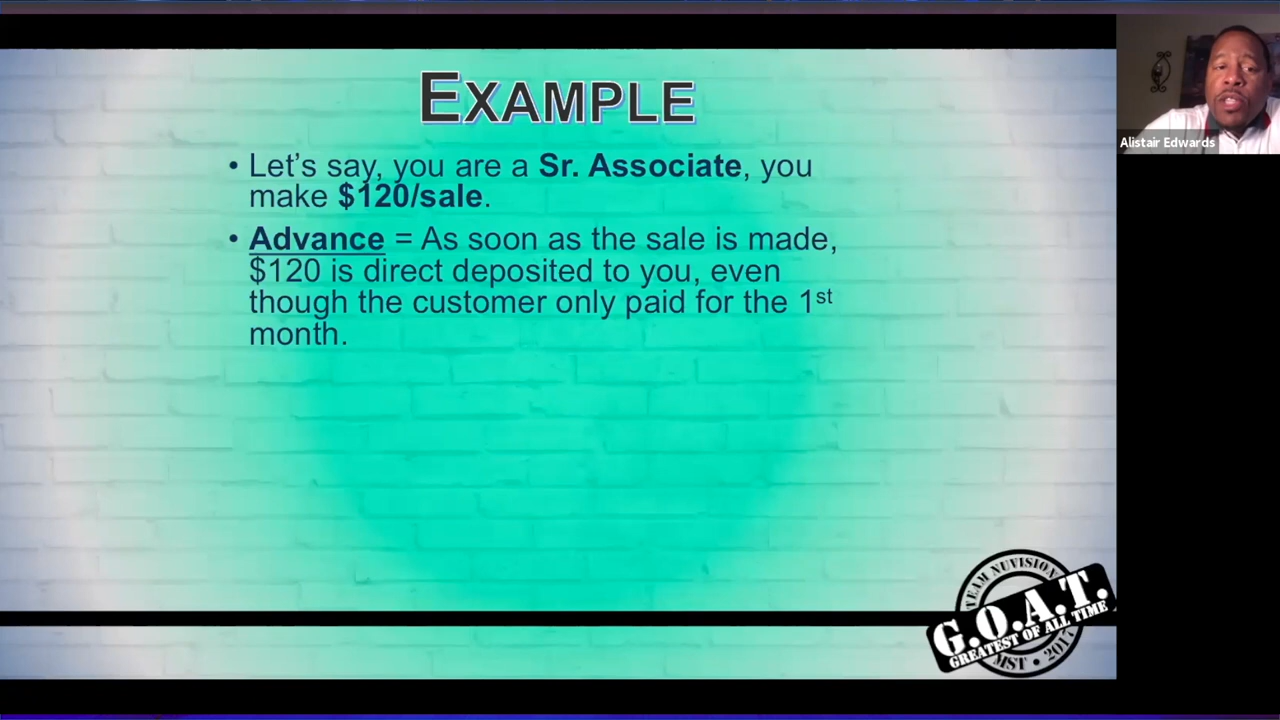 EXAMPLE
• Let’s say, you are a Sr. Associate, you
make $120/sale.
• Advance = As soon as the sale is made,
$120 is direct deposited to you, even
though the customer only paid for the 1st
month.
Alistair Edwards
TEAM NUVISION
G.O.A.T.
GREATEST OF ALL TIME
MST • 2017